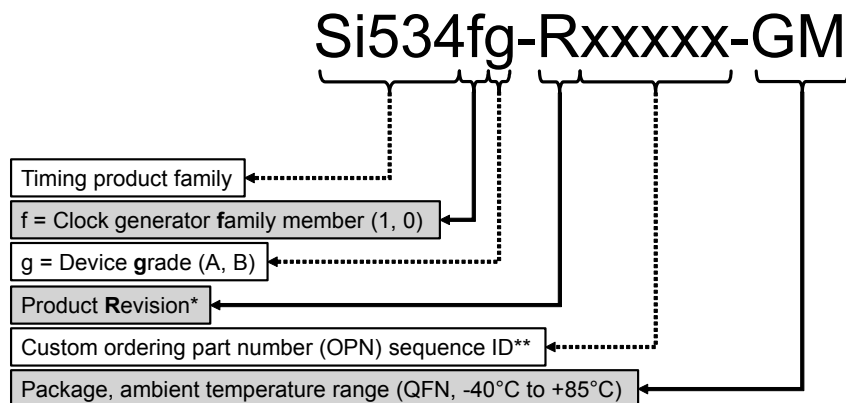 Si534fg-Rxxxxx-GM
Timing product family
f = Clock generator family member (1, 0)
g = Device grade (A, B)
Product Revision*
Custom ordering part number (OPN) sequence ID**
Package, ambient temperature range (QFN, -40°C to +85°C)